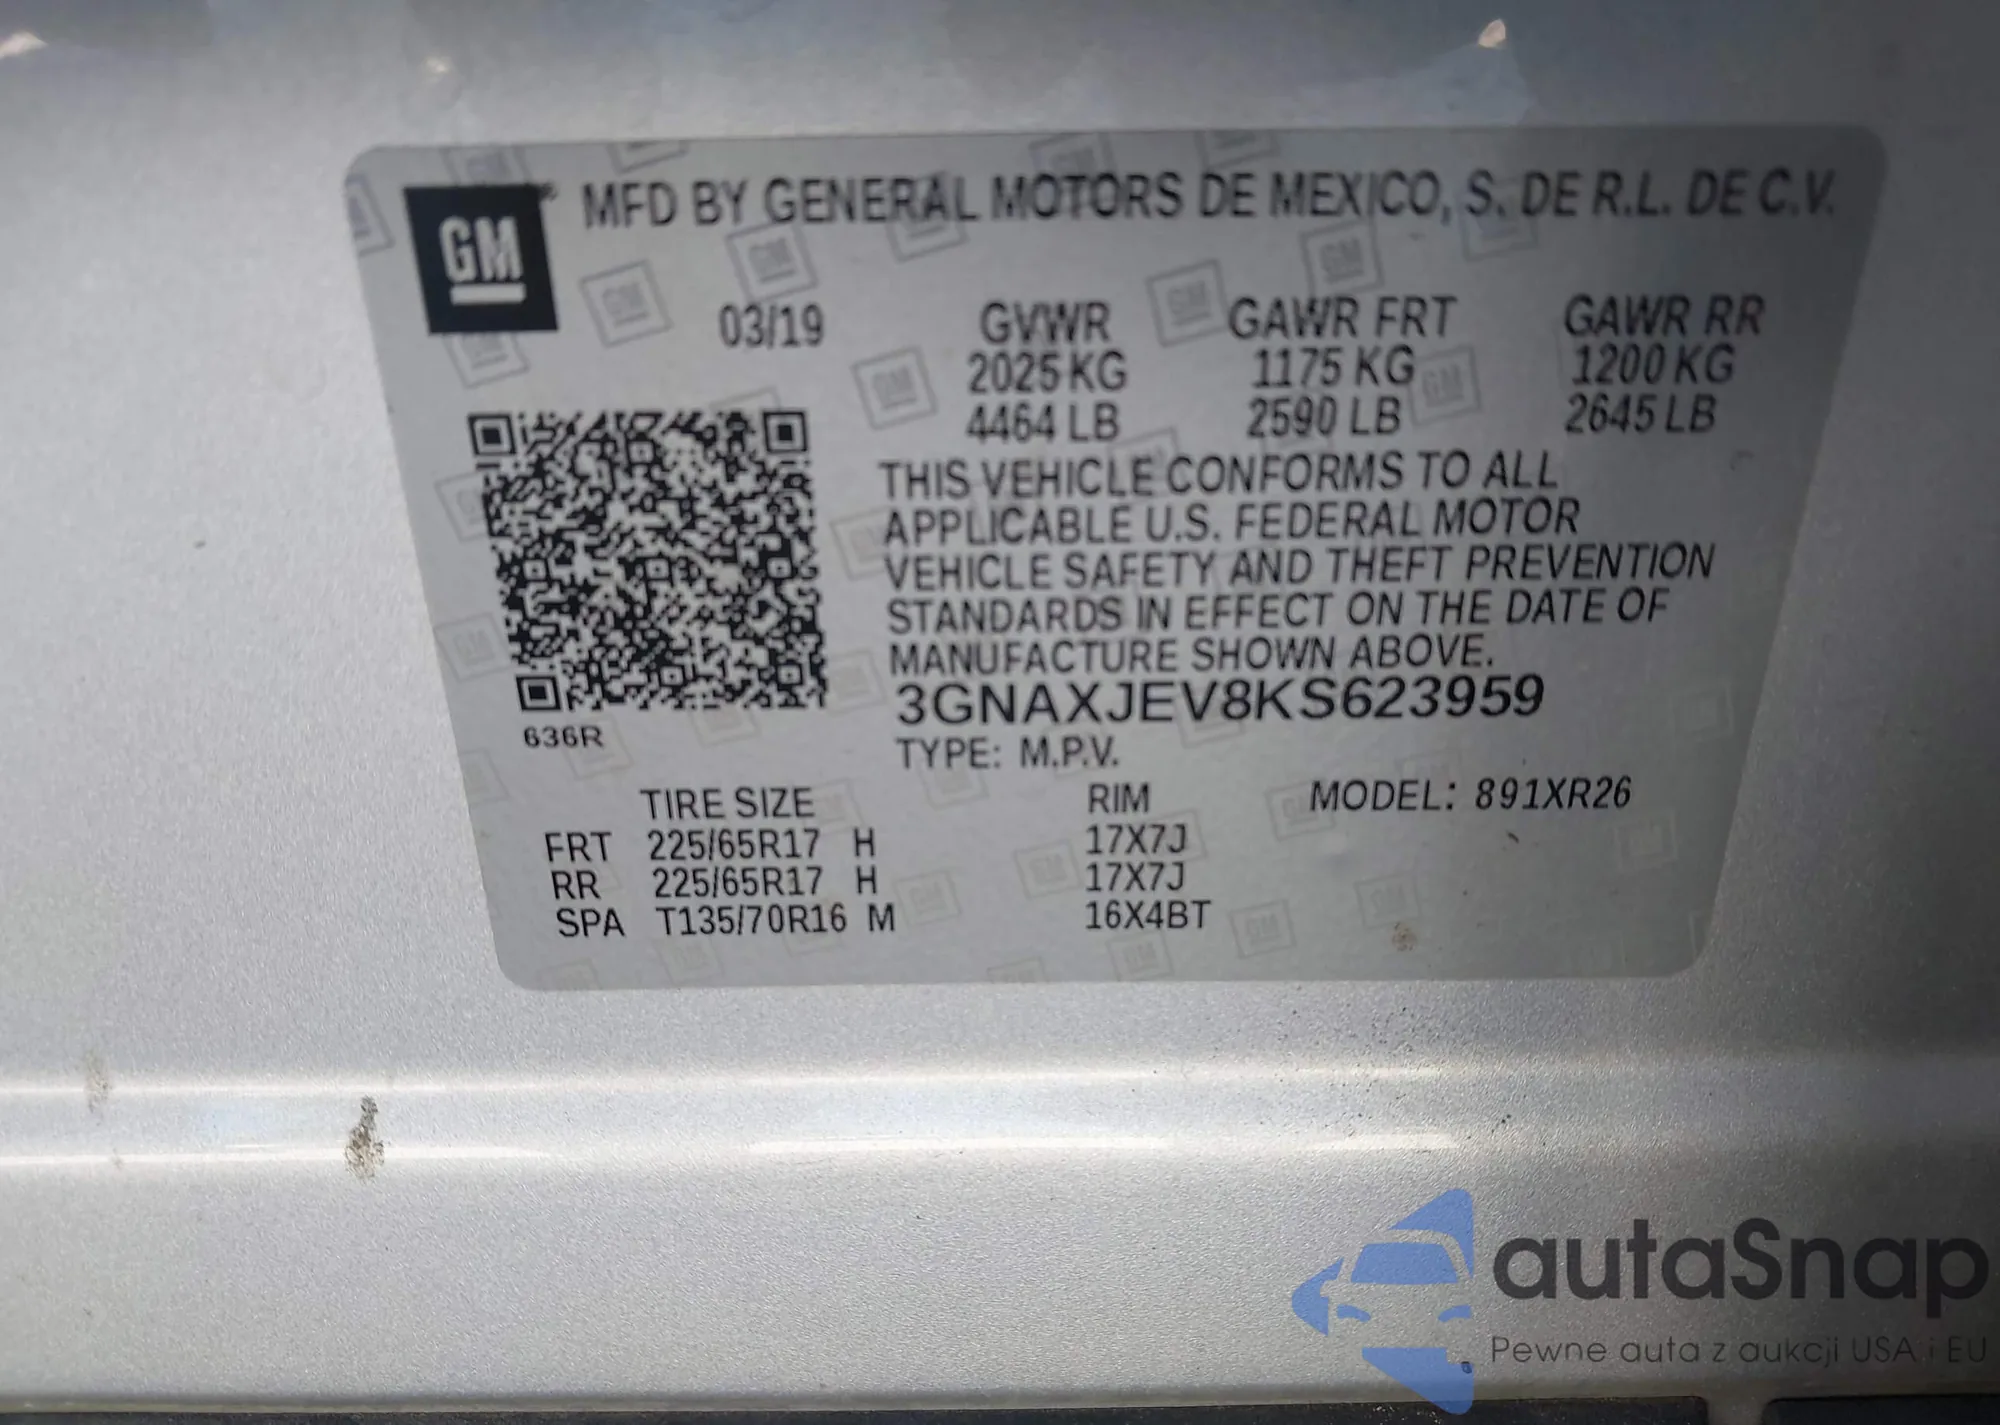 GM
MFD BY GENERAL MOTORS DE MEXICO, S. DE R.L. DE C.V.
03/19 GVWR GAWR FRT GAWR RR
2025 KG 1175 KG 1200 KG
4464 LB 2590 LB 2645 LB
THIS VEHICLE CONFORMS TO ALL
APPLICABLE U.S. FEDERAL MOTOR
VEHICLE SAFETY AND THEFT PREVENTION
STANDARDS IN EFFECT ON THE DATE OF
MANUFACTURE SHOWN ABOVE.
3GNAXJEV8KS623959
636R
TYPE: M.P.V.
TIRE SIZE RIM MODEL: 891XR26
FRT 225/65R17 H 17X7J
RR 225/65R17 H 17X7J
SPA T135/70R16 M 16X4BT
autaSnap
Pewne auta z aukcji USA i EU